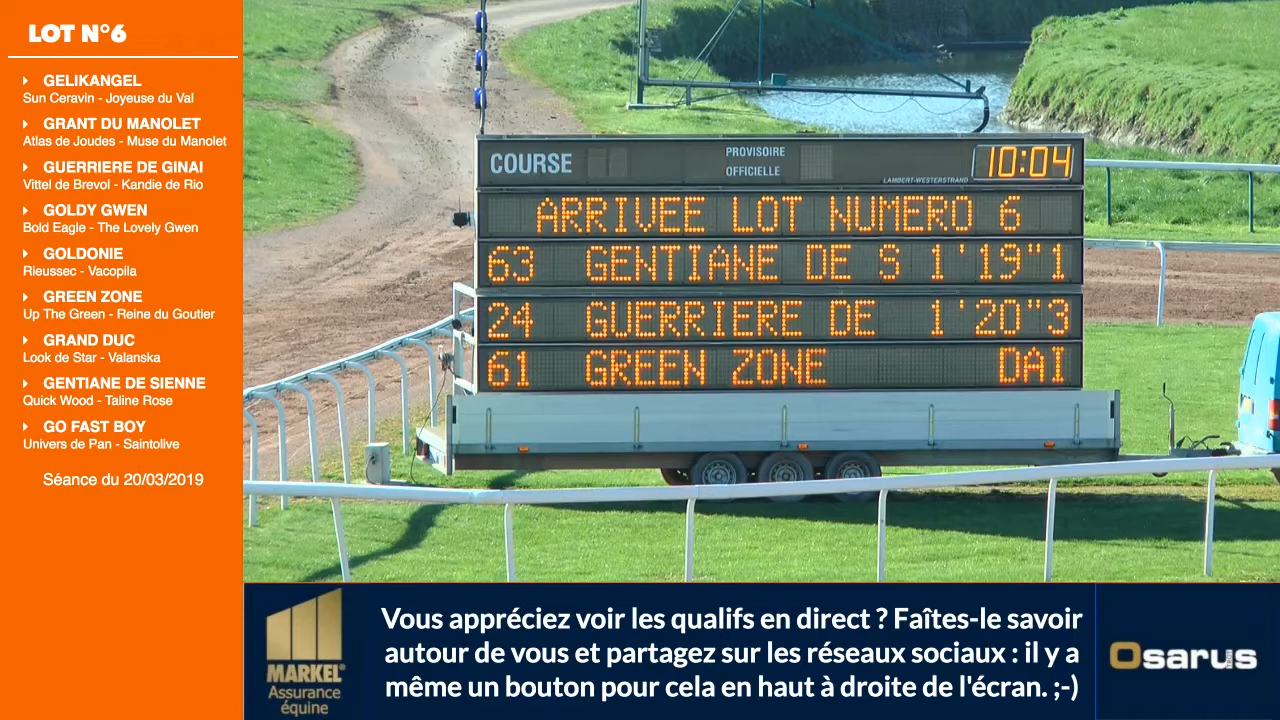 LOT N°6
GELIKANGEL
Sun Ceravin - Joyeuse du Val
GRANT DU MANOLET
Atlas de Joudes - Muse du Manolet
GUERRIERE DE GINAI
Vittel de Brevol - Kandie de Rio
GOLDY GWEN
Bold Eagle - The Lovely Gwen
GOLDONIE
Rieussec - Vacopila
GREEN ZONE
Up The Green - Reine du Goutier
GRAND DUC
Look de Star - Valanska
GENTIANE DE SIENNE
Quick Wood - Taline Rose
GO FAST BOY
Univers de Pan - Saintolive
Séance du 20/03/2019
COURSE
PROVISOIRE
OFFICIELLE
10:04
LAMBERT-WESTERSTRAND
ARRIVEE LOT NUMERO 6
63 GENTIANE DE S 1'19"1
24 GUERRIERE DE 1'20"3
61 GREEN ZONE DAI
MARKEL®
Assurance
équine
Vous appréciez voir les qualifs en direct ? Faîtes-le savoir
autour de vous et partagez sur les réseaux sociaux : il y a
même un bouton pour cela en haut à droite de l'écran. ;-)
Osarus